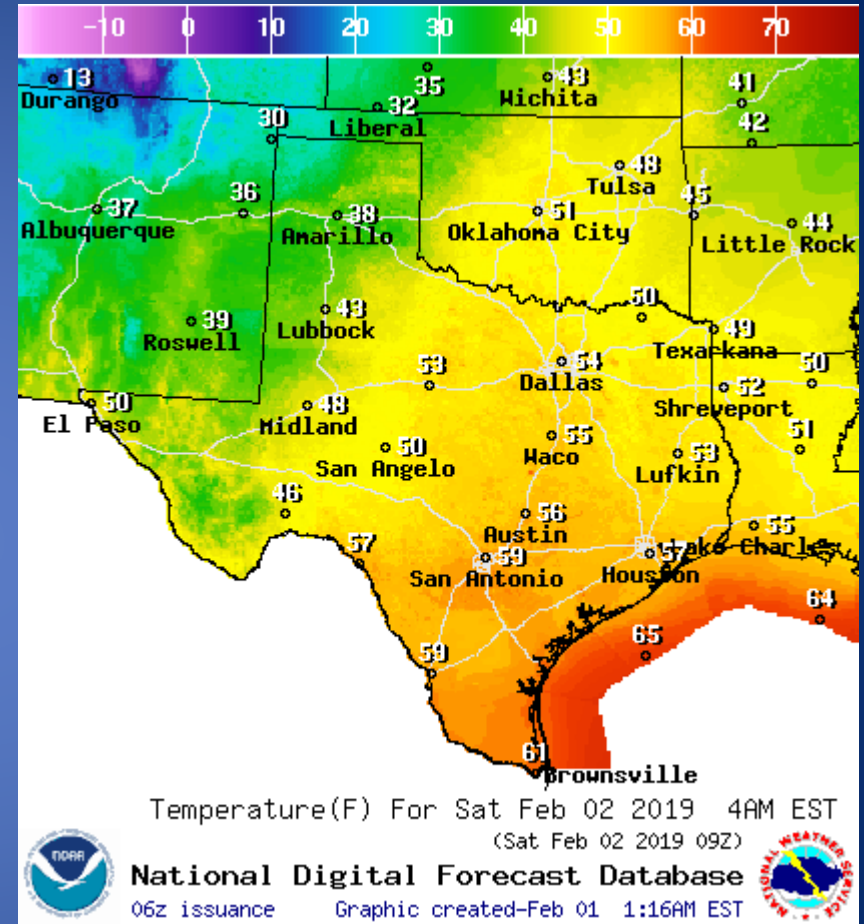 -10 0 10 20 30 40 50 60 70
13
Durango
35
43
Wichita
41
32
Liberal
30
42
48
Tulsa
37
Albuquerque
36
38
Amarillo
51
Oklahoma City
45
44
Little Rock
39
Roswell
43
Lubbock
50
49
Texarkana
53
54
Dallas
50
52
Shreveport
50
El Paso
48
Midland
50
San Angelo
55
Waco
53
Lufkin
51
46
56
Austin
55
Lake Charles
57
59
San Antonio
57
Houston
64
65
59
61
Brownsville
Temperature(F) For Sat Feb 02 2019 4AM EST
(Sat Feb 02 2019 09Z)
NOAA
NATIONAL WEATHER SERVICE
National Digital Forecast Database
06z issuance Graphic created-Feb 01 1:16AM EST